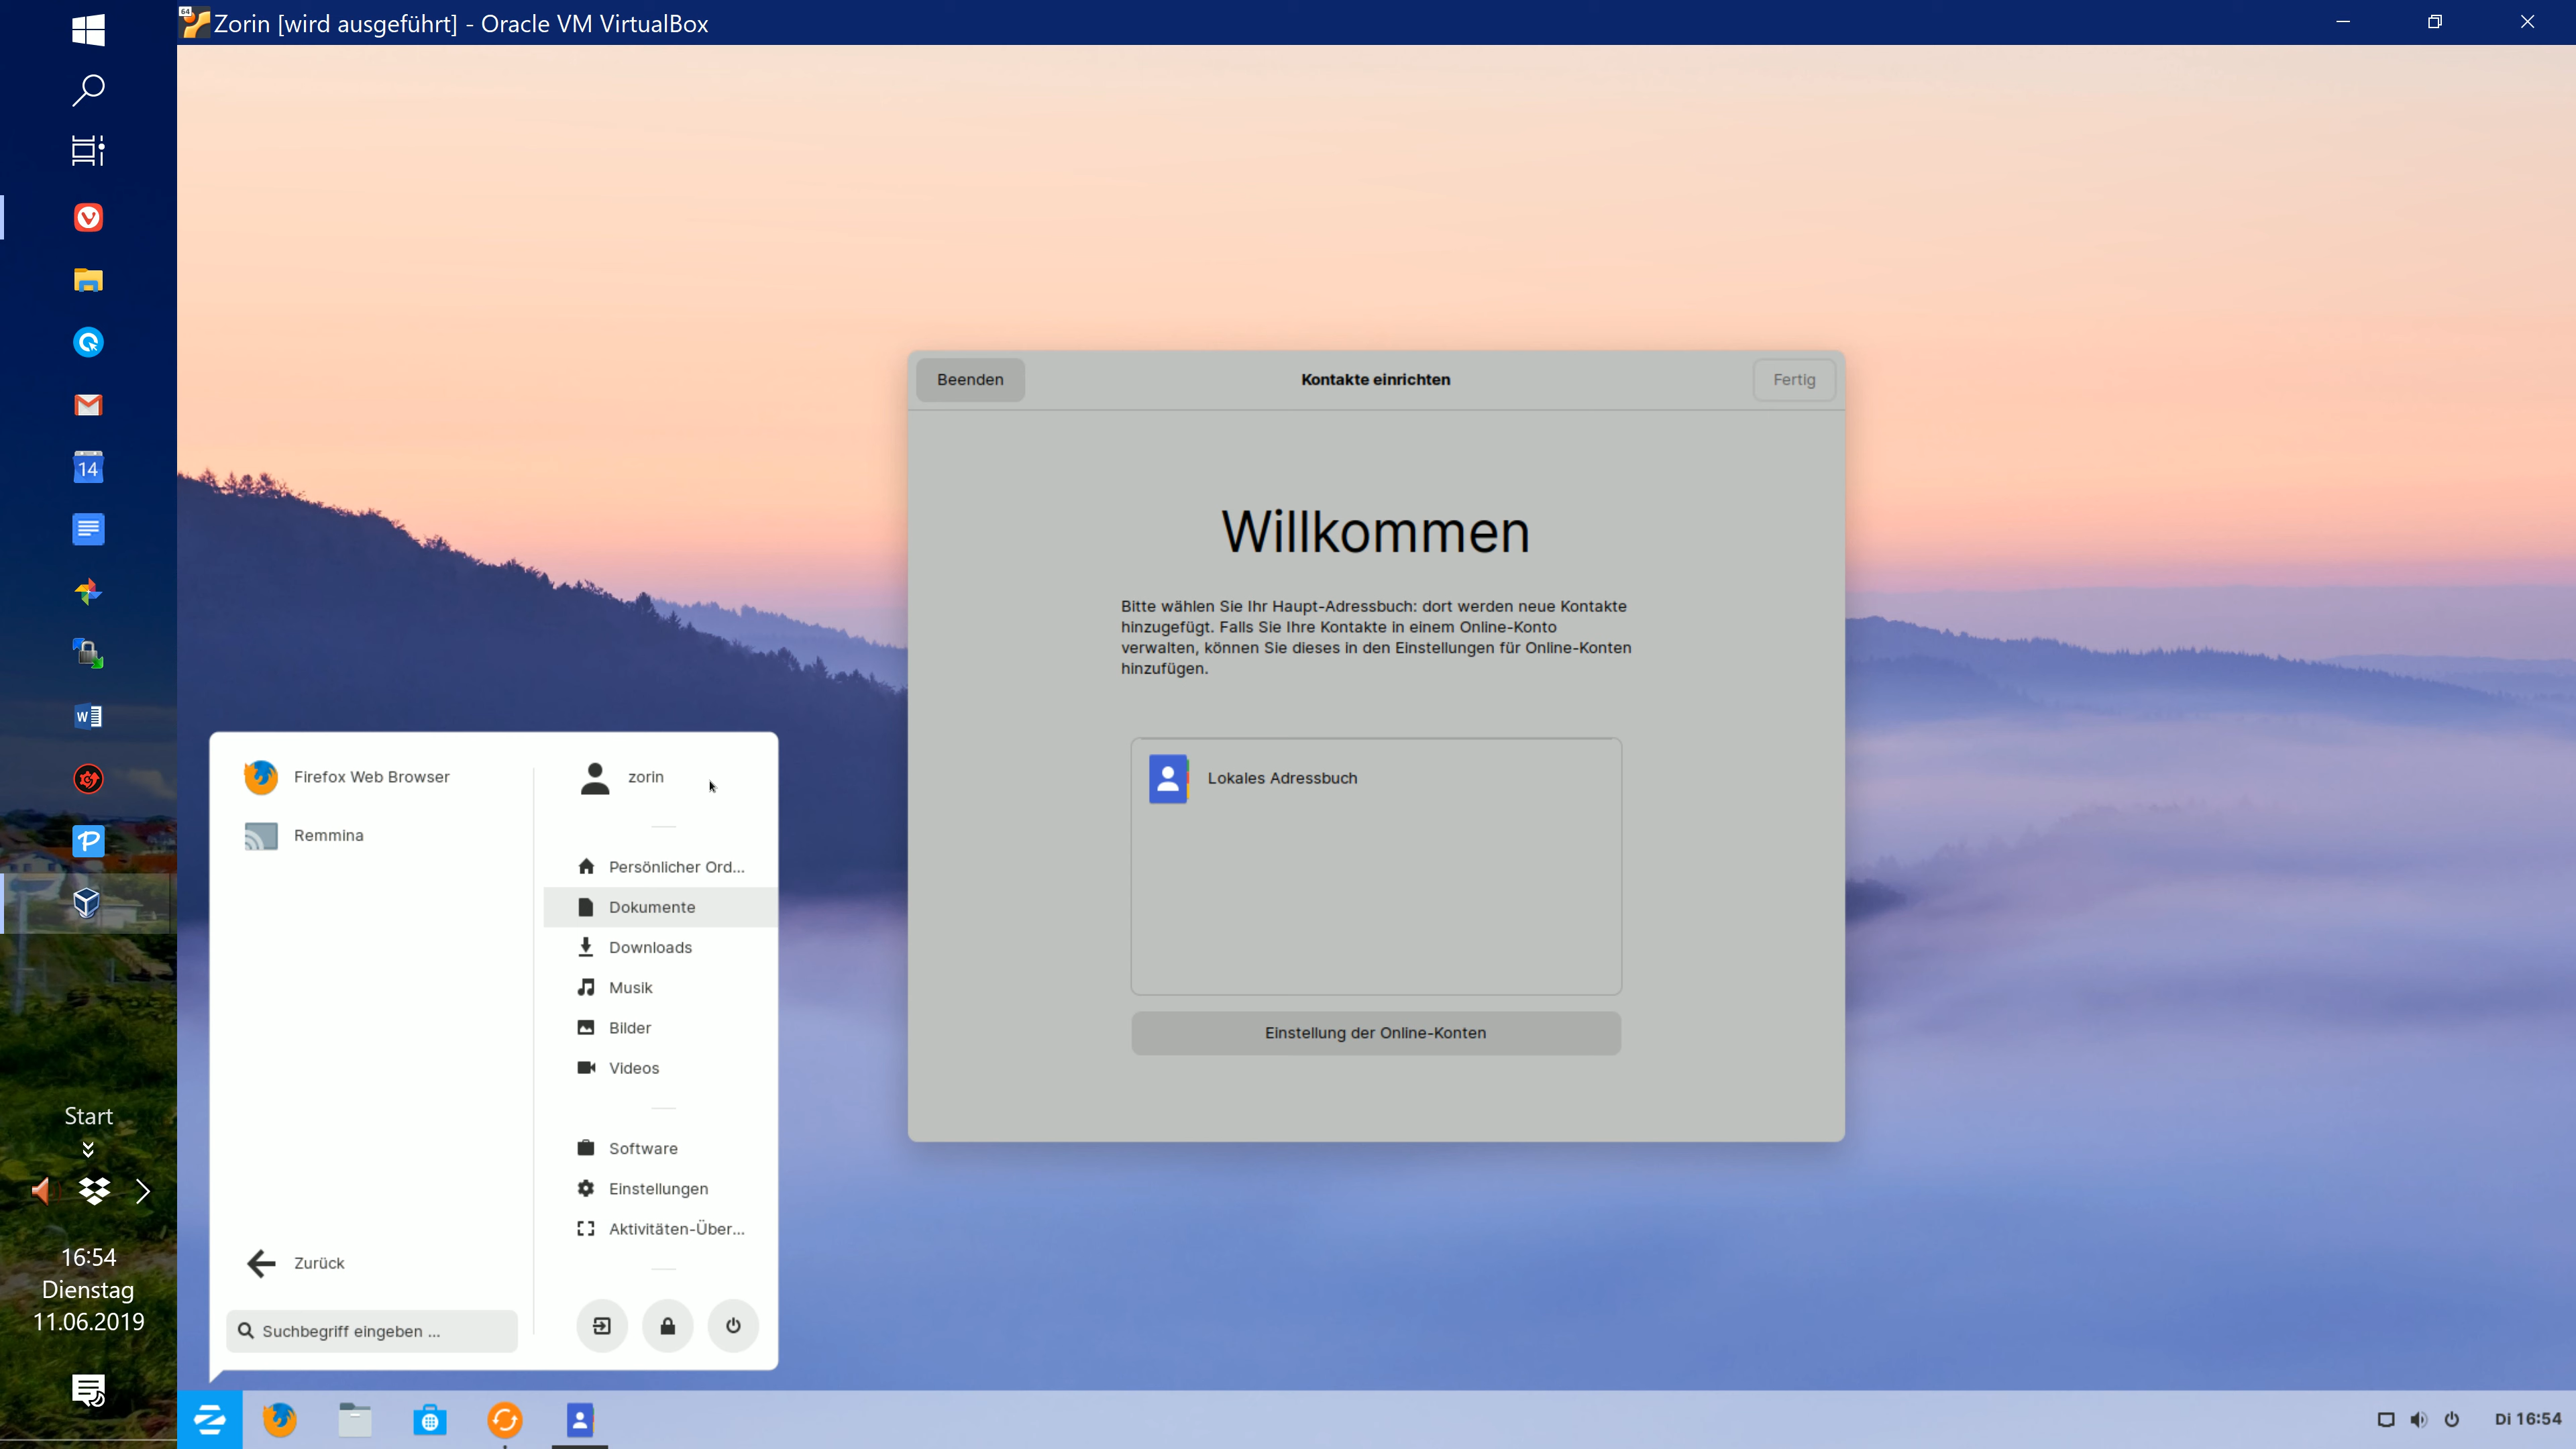 Zorin [wird ausgeführt] - Oracle VM VirtualBox
64
14
W
Start
16:54
Dienstag
11.06.2019
Beenden
Kontakte einrichten
Fertig
Willkommen
Bitte wählen Sie Ihr Haupt-Adressbuch: dort werden neue Kontakte
hinzugefügt. Falls Sie Ihre Kontakte in einem Online-Konto
verwalten, können Sie dieses in den Einstellungen für Online-Konten
hinzufügen.
Lokales Adressbuch
Einstellung der Online-Konten
Firefox Web Browser
Remmina
Zurück
Suchbegriff eingeben ...
zorin
Persönlicher Ord...
Dokumente
Downloads
Musik
Bilder
Videos
Software
Einstellungen
Aktivitäten-Über...
Di 16:54